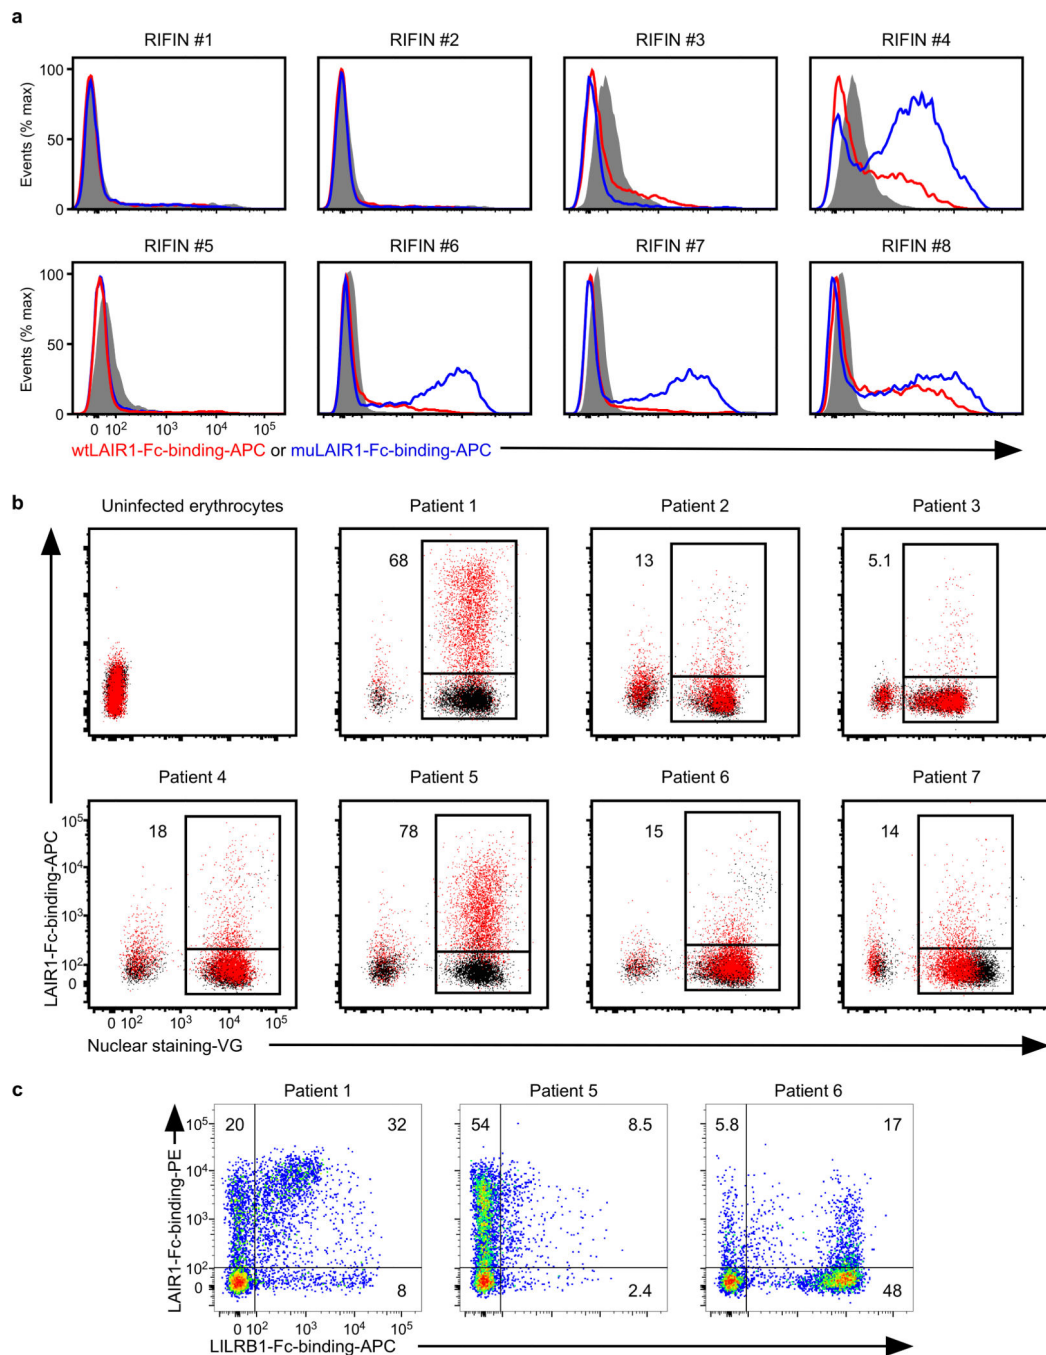 a
RIFIN #1 RIFIN #2 RIFIN #3 RIFIN #4
Events (% max)
100
50
0
RIFIN #5 RIFIN #6 RIFIN #7 RIFIN #8
Events (% max)
100
50
0
0 10² 10³ 10⁴ 10⁵
wtLAIR1-Fc-binding-APC or muLAIR1-Fc-binding-APC
b
Uninfected erythrocytes Patient 1 Patient 2 Patient 3
68 13 5.1
Patient 4 Patient 5 Patient 6 Patient 7
18 78 15 14
LAIR1-Fc-binding-APC
10⁵
10⁴
10³
10²
0
0 10² 10³ 10⁴ 10⁵
Nuclear staining-VG
c
Patient 1 Patient 5 Patient 6
LAIR1-Fc-binding-PE
10⁵
10⁴
10³
10²
0
20 32 54 8.5 5.8 17
8 2.4 48
0 10² 10³ 10⁴ 10⁵
LILRB1-Fc-binding-APC